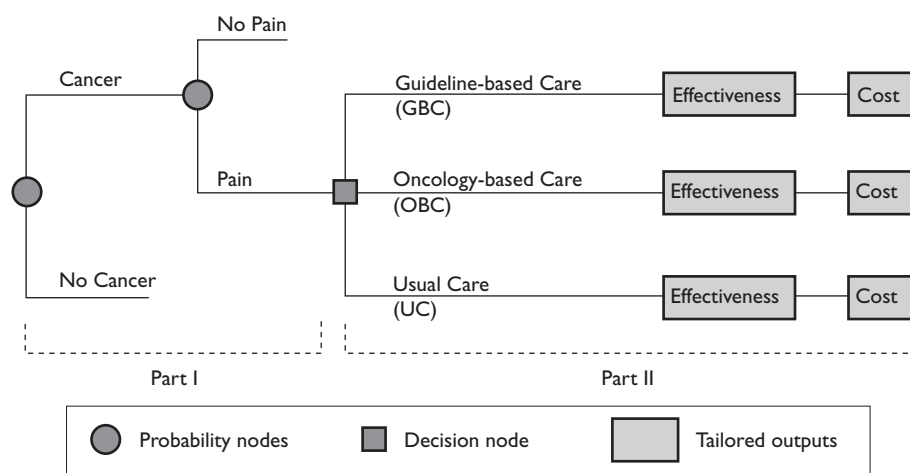 No Pain
Cancer
Guideline-based Care
(GBC)
Effectiveness
Cost
Pain
Oncology-based Care
(OBC)
Effectiveness
Cost
No Cancer
Usual Care
(UC)
Effectiveness
Cost
Part I
Part II
Probability nodes
Decision node
Tailored outputs